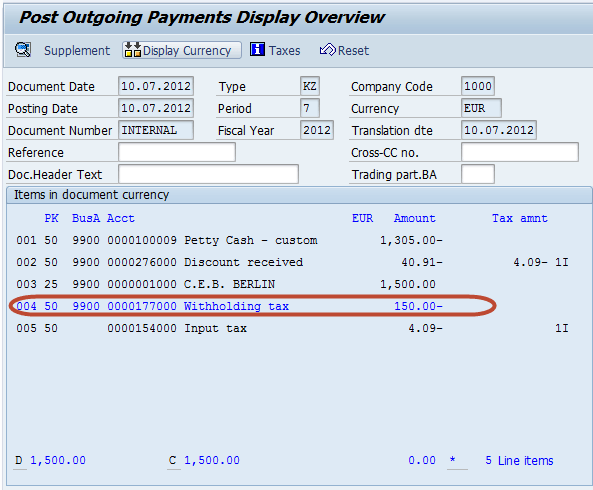 Post Outgoing Payments Display Overview
Supplement Display Currency Taxes Reset
Document Date 10.07.2012 Type KZ Company Code 1000
Posting Date 10.07.2012 Period 7 Currency EUR
Document Number INTERNAL Fiscal Year 2012 Translation dte 10.07.2012
Reference Cross-CC no.
Doc.Header Text Trading part.BA
Items in document currency
PK BusA Acct EUR Amount Tax amnt
001 50 9900 0000100009 Petty Cash - custom 1,305.00-
002 50 9900 0000276000 Discount received 40.91- 4.09- 1I
003 25 9900 0000001000 C.E.B. BERLIN 1,500.00
004 50 9900 0000177000 Withholding tax 150.00-
005 50 0000154000 Input tax 4.09- 1I
D 1,500.00 C 1,500.00 0.00 * 5 Line items